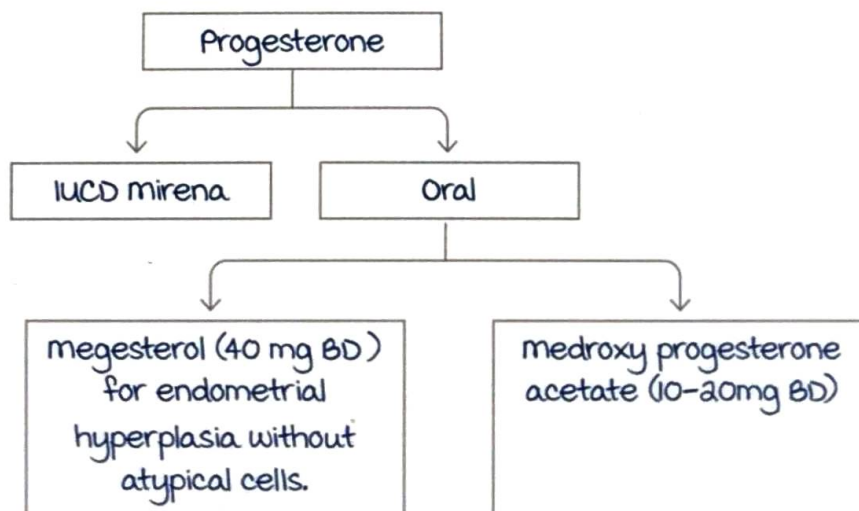 Progesterone
IUCD mirena
Oral
megesterol (40 mg BD)
for endometrial
hyperplasia without
atypical cells.
medroxy progesterone
acetate (10-20mg BD)